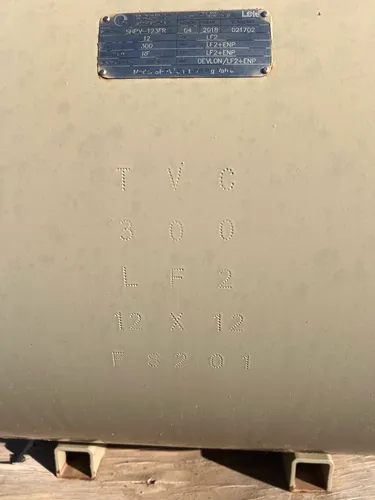 SHPV-123FR 04 2018 021702
12 LF2
300 LF2+ENP
RF LF2+ENP
DEVLON/LF2+ENP
T V C
3 0 0
L F 2
12 X 12
F 8 2 0 1